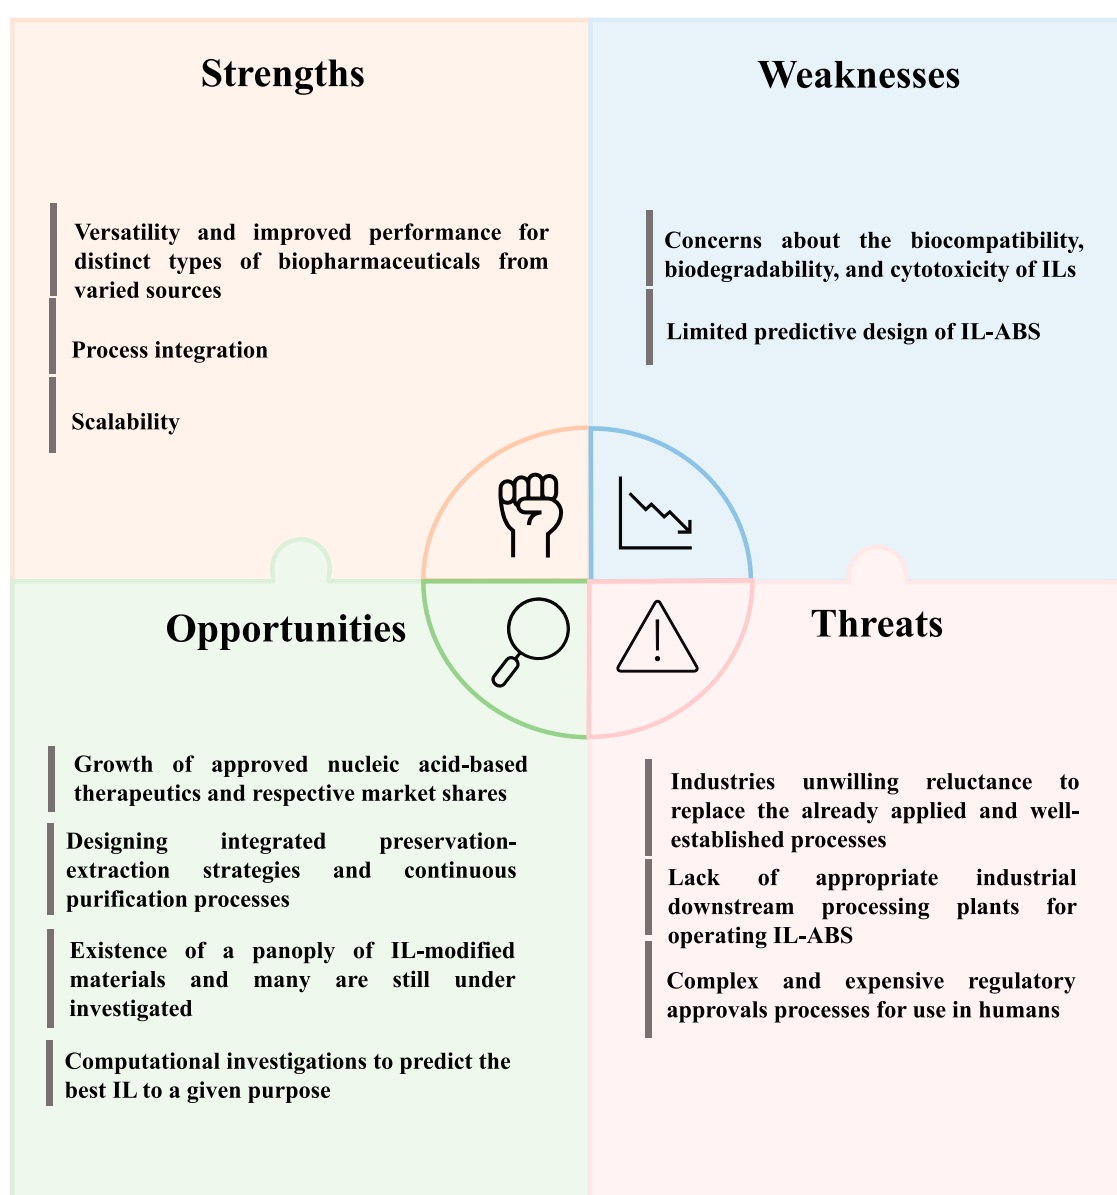 Strengths
Versatility and improved performance for
distinct types of biopharmaceuticals from
varied sources
Process integration
Scalability
Weaknesses
Concerns about the biocompatibility,
biodegradability, and cytotoxicity of ILs
Limited predictive design of IL-ABS
Opportunities
Growth of approved nucleic acid-based
therapeutics and respective market shares
Designing integrated preservation-
extraction strategies and continuous
purification processes
Existence of a panoply of IL-modified
materials and many are still under
investigated
Computational investigations to predict the
best IL to a given purpose
Threats
Industries unwilling reluctance to
replace the already applied and well-
established processes
Lack of appropriate industrial
downstream processing plants for
operating IL-ABS
Complex and expensive regulatory
approvals processes for use in humans